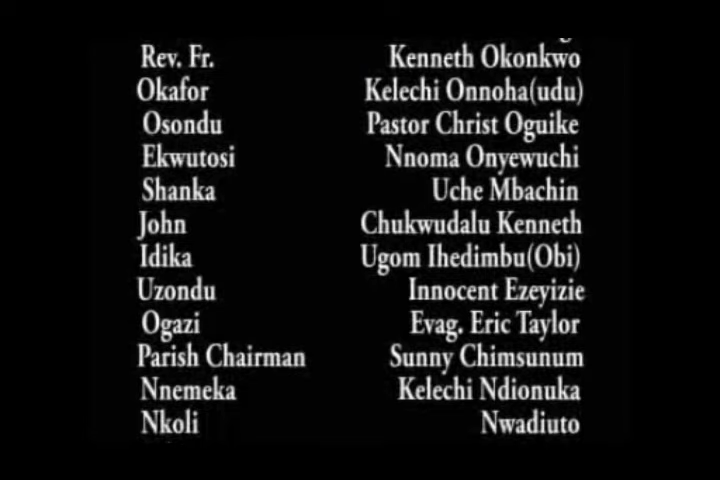 Rev. Fr. Kenneth Okonkwo
Okafor Kelechi Onnoha(udu)
Osondu Pastor Christ Oguike
Ekwutosi Nnoma Onyewuchi
Shanka Uche Mbachin
John Chukwudalu Kenneth
Idika Ugom Ihedimbu(Obi)
Uzondu Innocent Ezeyizie
Ogazi Evag. Eric Taylor
Parish Chairman Sunny Chimsunum
Nnemeka Kelechi Ndionuka
Nkoli Nwadiuto